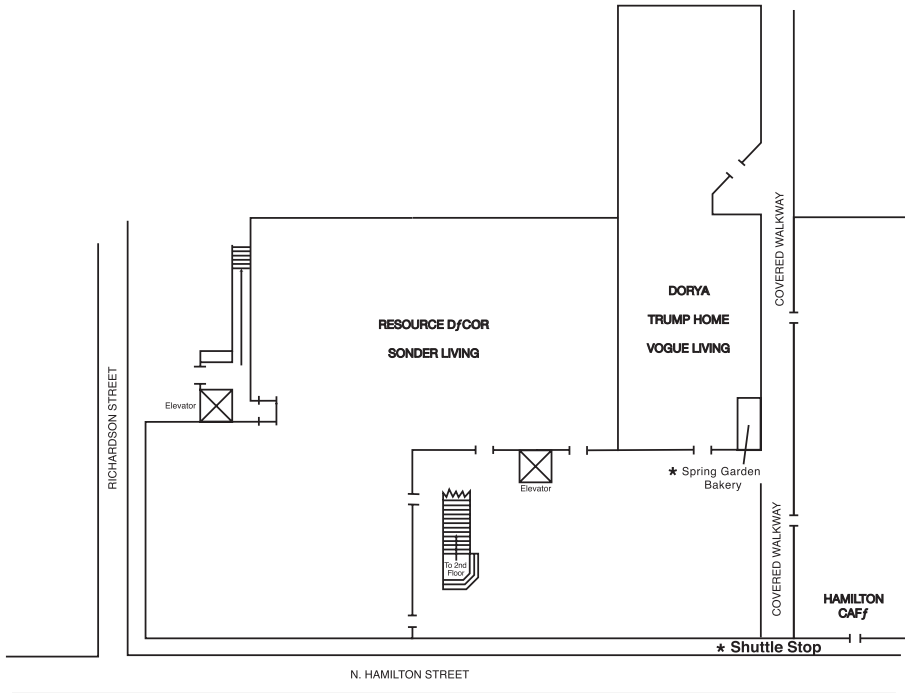 COVERED WALKWAY
DORYA
TRUMP HOME
VOGUE LIVING
RESOURCE DƒCOR
SONDER LIVING
RICHARDSON STREET
Elevator
* Spring Garden
Bakery
Elevator
To 2nd
Floor
COVERED WALKWAY
HAMILTON
CAFƒ
* Shuttle Stop
N. HAMILTON STREET